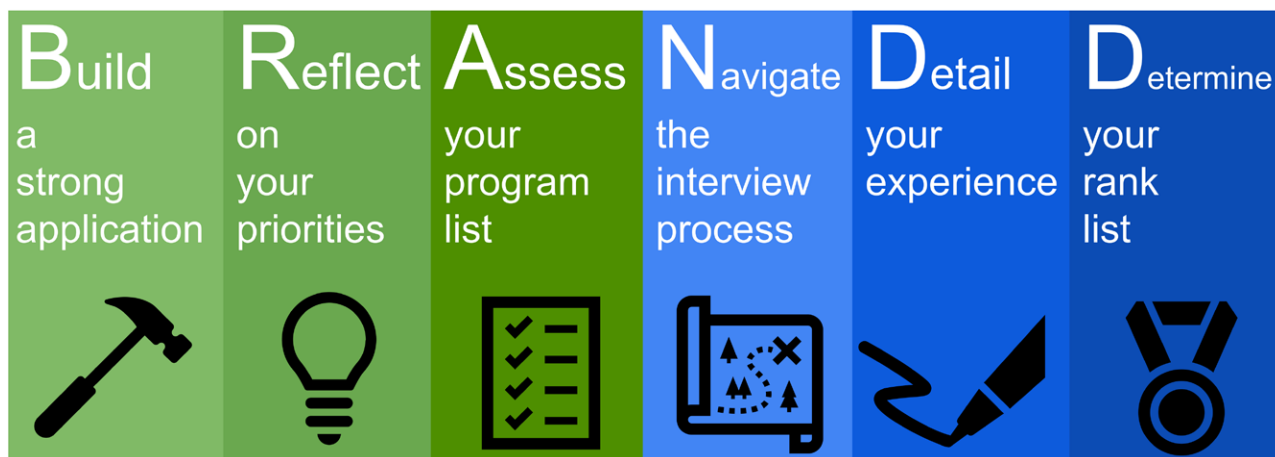 Build
a
strong
application
Reflect
on
your
priorities
Assess
your
program
list
Navigate
the
interview
process
Detail
your
experience
Determine
your
rank
list